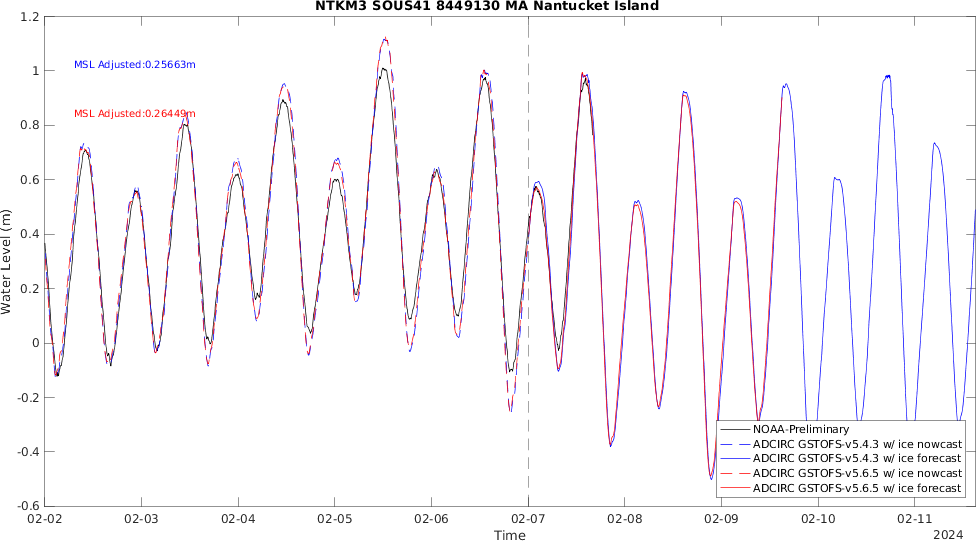 NTKM3 SOUS41 8449130 MA Nantucket Island
1.2
1
0.8
0.6
0.4
0.2
0
-0.2
-0.4
-0.6
Water Level (m)
MSL Adjusted:0.25663m
MSL Adjusted:0.26449m
NOAA-Preliminary
ADCIRC GSTOFS-v5.4.3 w/ ice nowcast
ADCIRC GSTOFS-v5.4.3 w/ ice forecast
ADCIRC GSTOFS-v5.6.5 w/ ice nowcast
ADCIRC GSTOFS-v5.6.5 w/ ice forecast
02-02 02-03 02-04 02-05 02-06 02-07 02-08 02-09 02-10 02-11
Time
2024